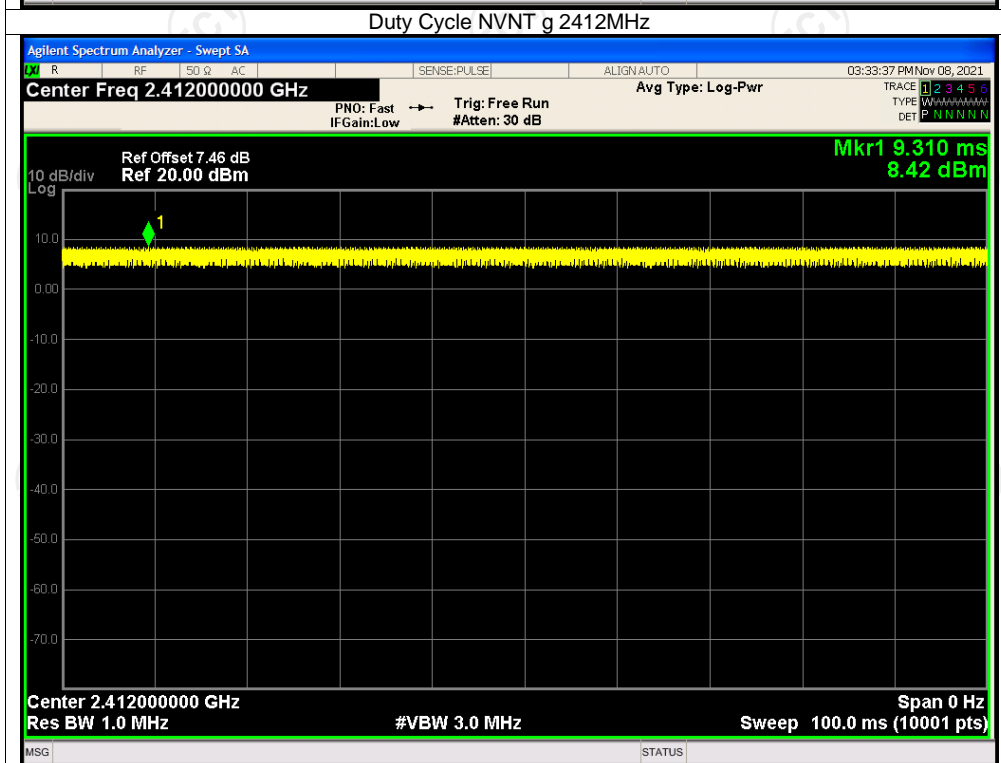 Duty Cycle NVNT g 2412MHz
Agilent Spectrum Analyzer - Swept SA
LXI R RF 50 Ω AC SENSE:PULSE ALIGN AUTO 03:33:37 PM Nov 08, 2021
Center Freq 2.412000000 GHz Avg Type: Log-Pwr TRACE 1 2 3 4 5 6
PNO: Fast Trig: Free Run TYPE W
IFGain:Low #Atten: 30 dB DET P N N N N N
Mkr1 9.310 ms
Ref Offset 7.46 dB
10 dB/div Ref 20.00 dBm 8.42 dBm
Log
1
10.0
0.00
-10.0
-20.0
-30.0
-40.0
-50.0
-60.0
-70.0
Center 2.412000000 GHz Span 0 Hz
Res BW 1.0 MHz #VBW 3.0 MHz Sweep 100.0 ms (10001 pts)
MSG STATUS